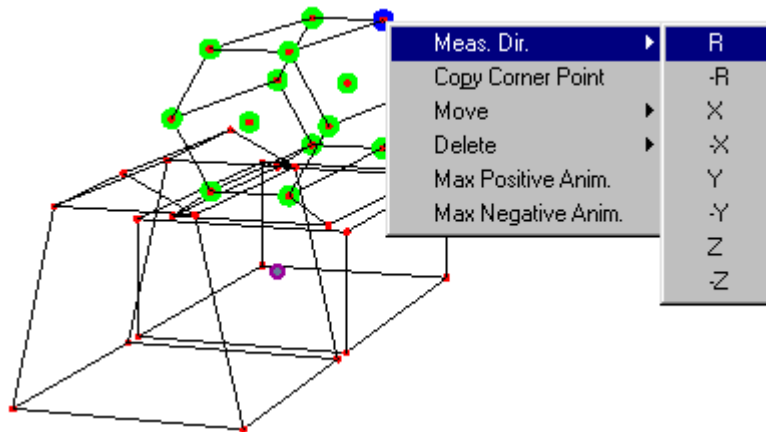 Meas. Dir.
Copy Corner Point
Move
Delete
Max Positive Anim.
Max Negative Anim.
R
-R
X
-X
Y
-Y
Z
-Z